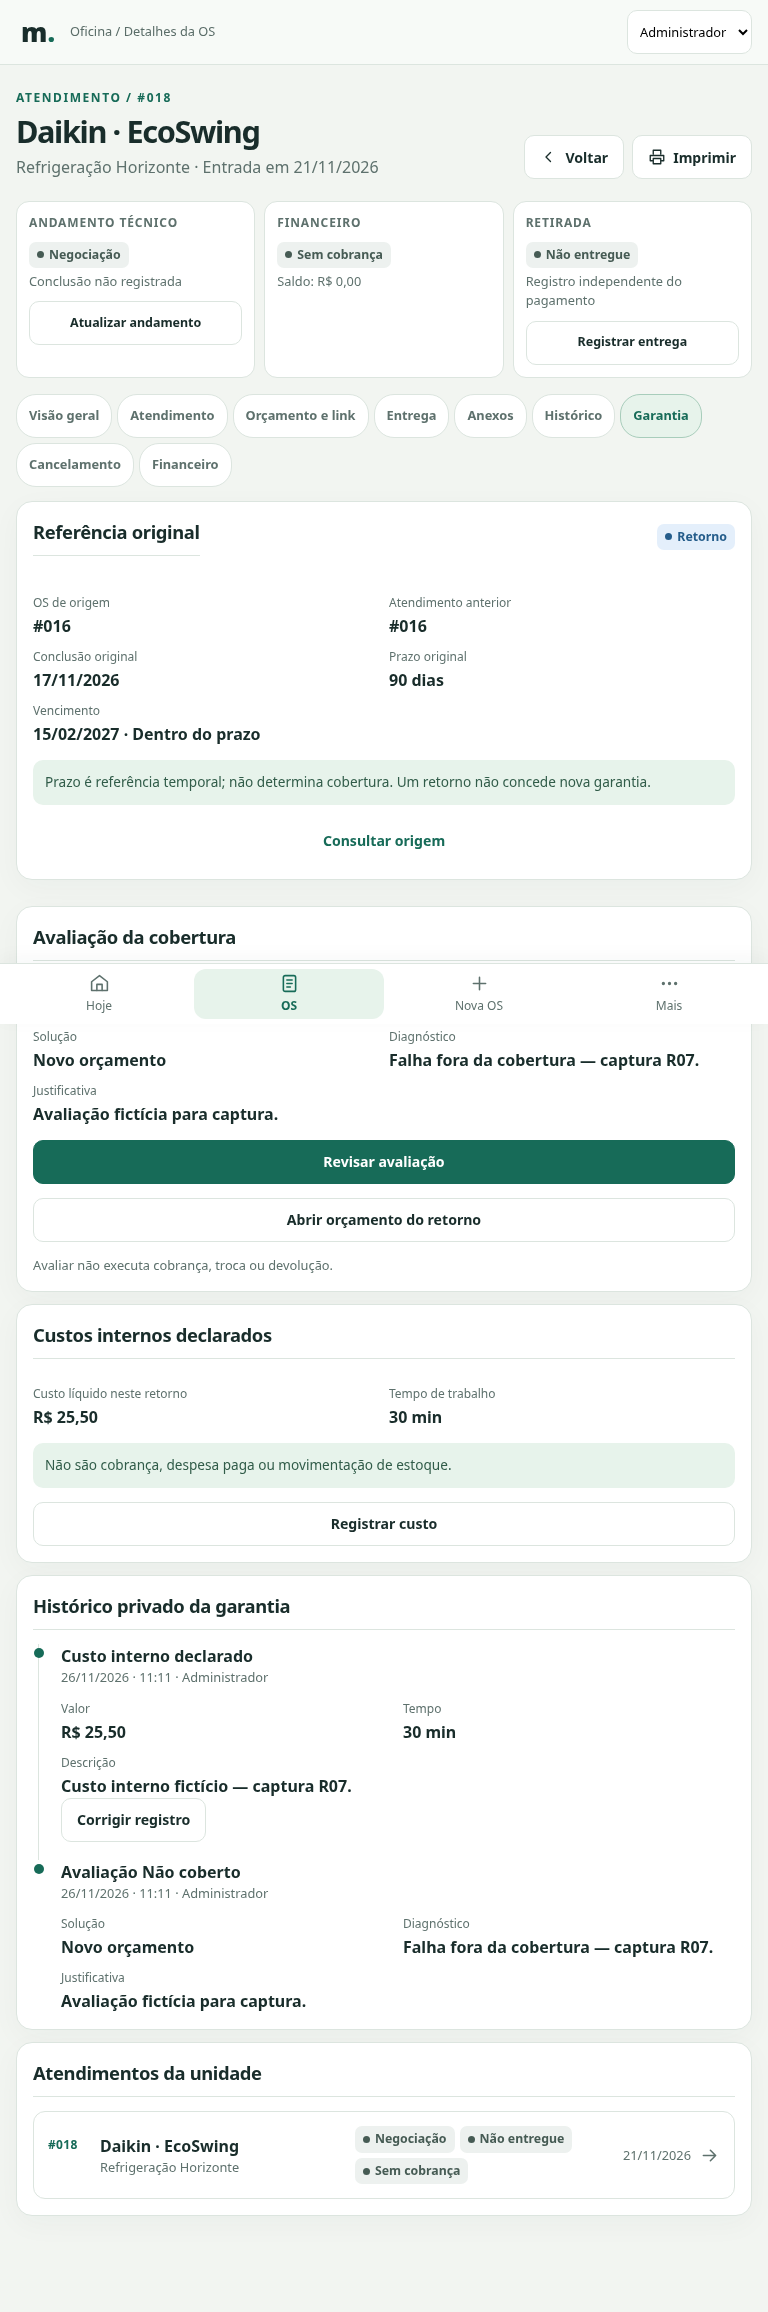 m.
Oficina / Detalhes da OS
Administrador
ATENDIMENTO / #018
Daikin · EcoSwing
Refrigeração Horizonte · Entrada em 21/11/2026
Voltar
Imprimir
ANDAMENTO TÉCNICO
Negociação
Conclusão não registrada
Atualizar andamento
FINANCEIRO
Sem cobrança
Saldo: R$ 0,00
RETIRADA
Não entregue
Registro independente do
pagamento
Registrar entrega
Visão geral
Atendimento
Orçamento e link
Entrega
Anexos
Histórico
Garantia
Cancelamento
Financeiro
Referência original
Retorno
OS de origem
#016
Atendimento anterior
#016
Conclusão original
17/11/2026
Prazo original
90 dias
Vencimento
15/02/2027 · Dentro do prazo
Prazo é referência temporal; não determina cobertura. Um retorno não concede nova garantia.
Consultar origem
Avaliação da cobertura
Hoje
OS
Nova OS
Mais
Solução
Novo orçamento
Diagnóstico
Falha fora da cobertura — captura R07.
Justificativa
Avaliação fictícia para captura.
Revisar avaliação
Abrir orçamento do retorno
Avaliar não executa cobrança, troca ou devolução.
Custos internos declarados
Custo líquido neste retorno
R$ 25,50
Tempo de trabalho
30 min
Não são cobrança, despesa paga ou movimentação de estoque.
Registrar custo
Histórico privado da garantia
Custo interno declarado
26/11/2026 · 11:11 · Administrador
Valor
R$ 25,50
Tempo
30 min
Descrição
Custo interno fictício — captura R07.
Corrigir registro
Avaliação Não coberto
26/11/2026 · 11:11 · Administrador
Solução
Novo orçamento
Diagnóstico
Falha fora da cobertura — captura R07.
Justificativa
Avaliação fictícia para captura.
Atendimentos da unidade
#018
Daikin · EcoSwing
Refrigeração Horizonte
Negociação
Não entregue
Sem cobrança
21/11/2026